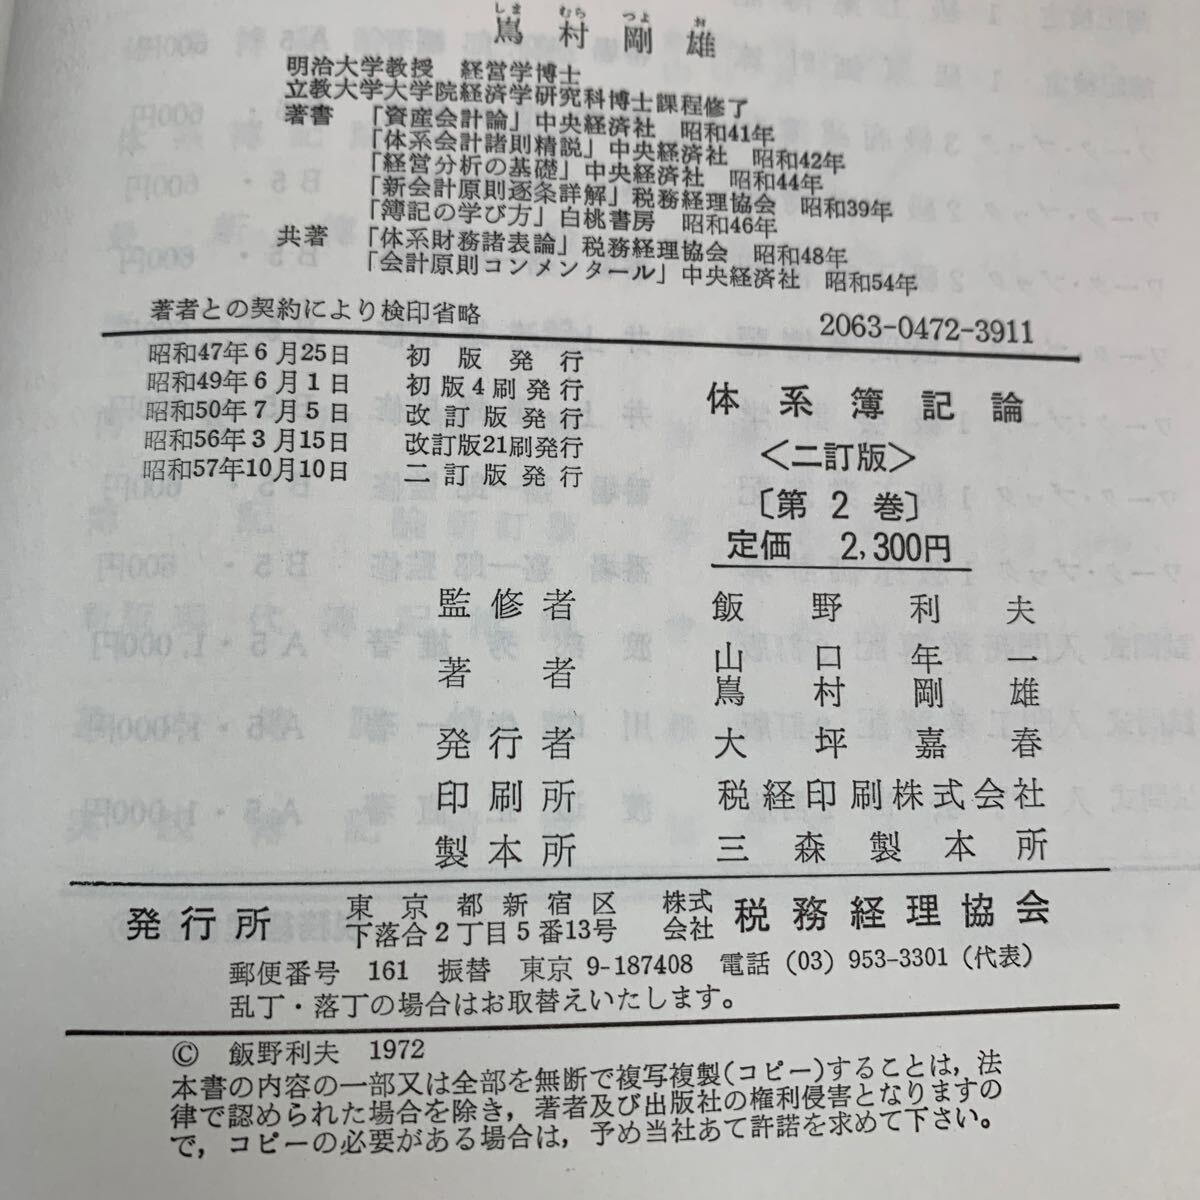 しま むら つよ お
嶌村剛雄
明治大学教授 経営学博士
立教大学大学院経済学研究科博士課程修了
著書 「資産会計論」中央経済社 昭和41年
「体系会計諸則精説」中央経済社 昭和42年
「経営分析の基礎」中央経済社 昭和44年
「新会計原則逐条詳解」税務経理協会 昭和39年
「簿記の学び方」白桃書房 昭和46年
共著 「体系財務諸表論」税務経理協会 昭和48年
「会計原則コンメンタール」中央経済社 昭和54年
著者との契約により検印省略
2063-0472-3911
昭和47年6月25日 初版発行
昭和49年6月1日 初版4刷発行
昭和50年7月5日 改訂版発行
昭和56年3月15日 改訂版21刷発行
昭和57年10月10日 二訂版発行
体系簿記論
<二訂版>
〔第2巻〕
定価 2,300円
監修者 飯野利夫
著者 山口年一
嶌村剛雄
発行者 大坪嘉春
印刷所 税経印刷株式会社
製本所 三森製本所
発行所 東京都新宿区下落合2丁目5番13号 株式会社 税務経理協会
郵便番号 161 振替 東京 9-187408 電話 (03) 953-3301 (代表)
乱丁・落丁の場合はお取替えいたします。
© 飯野利夫 1972
本書の内容の一部又は全部を無断で複写複製(コピー)することは,法
律で認められた場合を除き,著者及び出版社の権利侵害となりますの
で,コピーの必要がある場合は,予め当社あて許諾を求めて下さい。